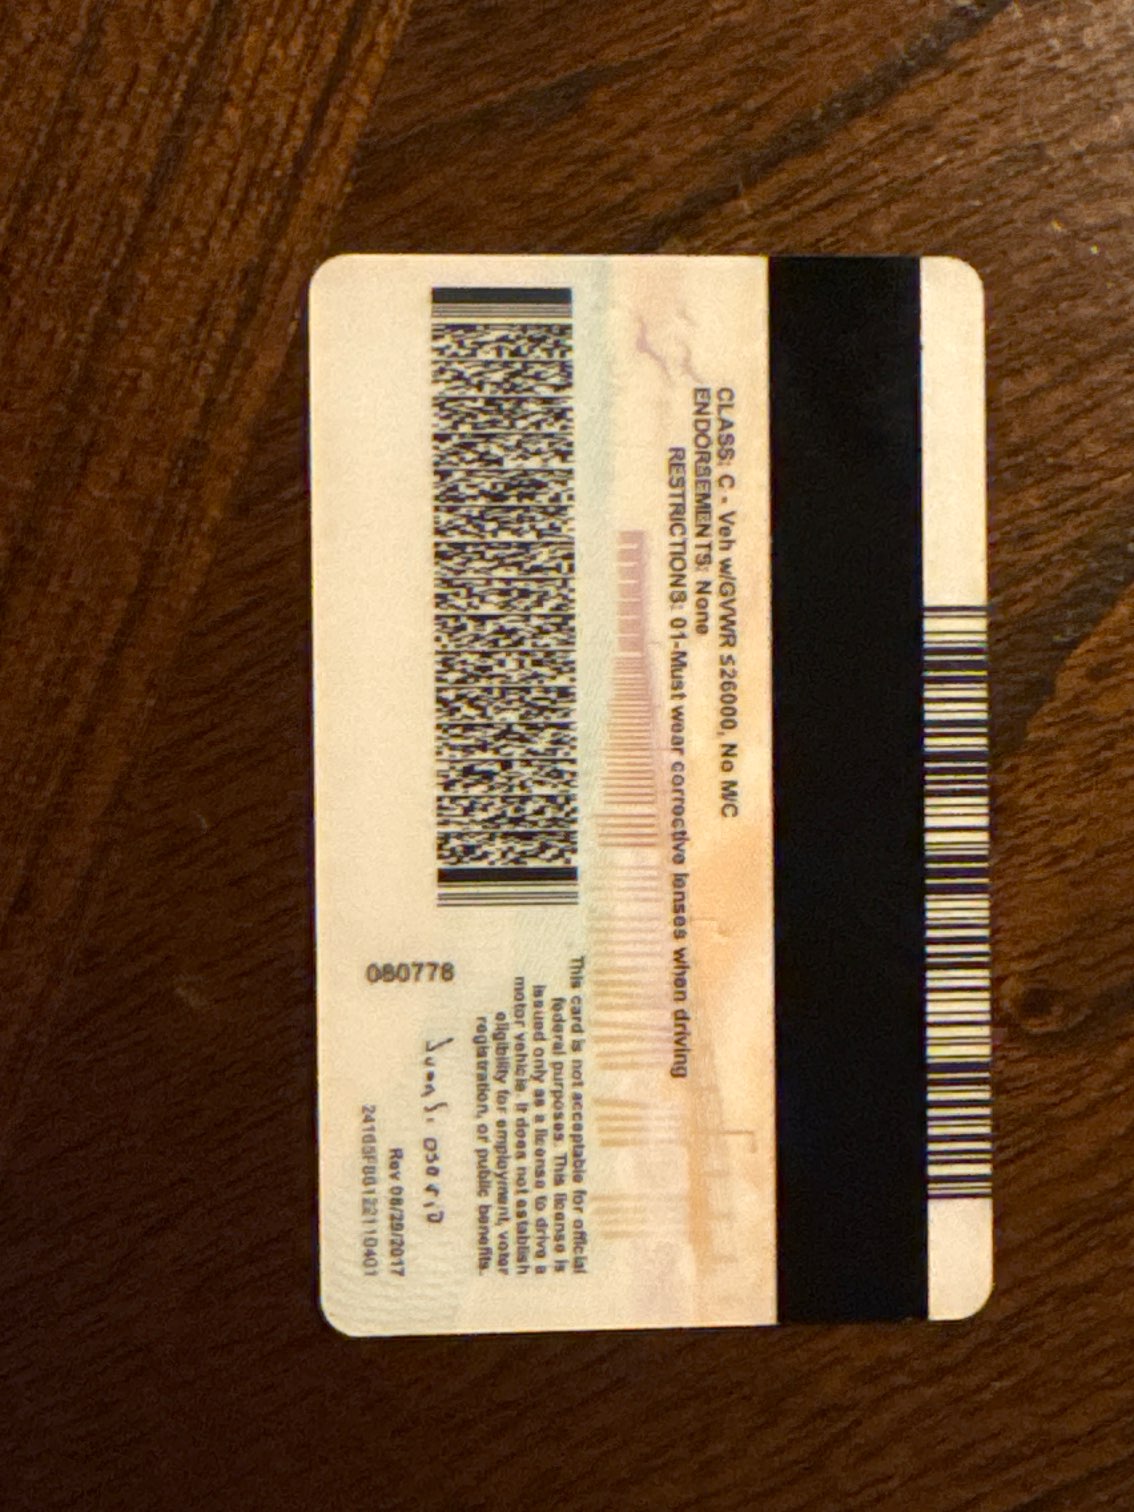 CLASS: C - Veh w/GVWR ≤26000, No M/C
ENDORSEMENTS: None
RESTRICTIONS: 01-Must wear corrective lenses when driving
This card is not acceptable for official
federal purposes. This license is
issued only as a license to drive a
motor vehicle. It does not establish
eligibility for employment, voter
registration, or public benefits.
080778
Rev 08/29/2017